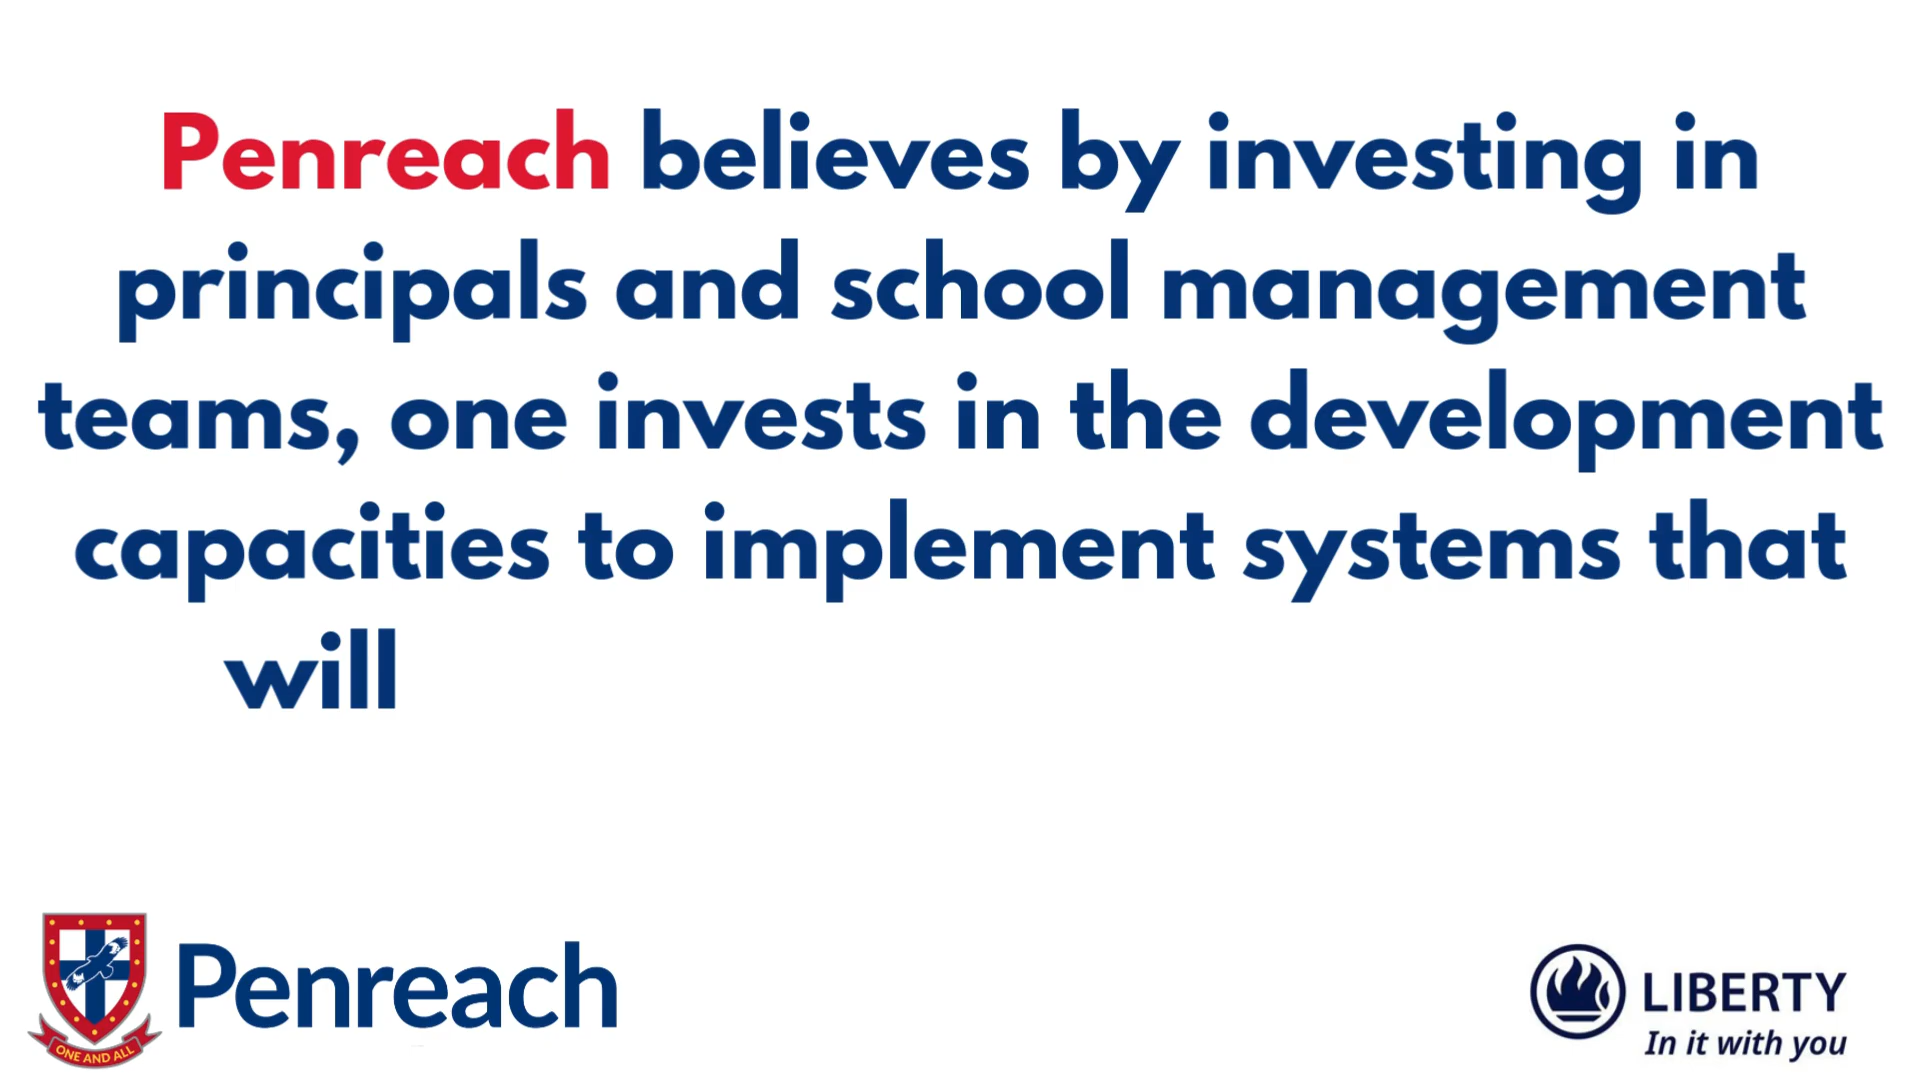 Penreach believes by investing in
principals and school management
teams, one invests in the development
capacities to implement systems that
will
ONE AND ALL
Penreach
LIBERTY
In it with you